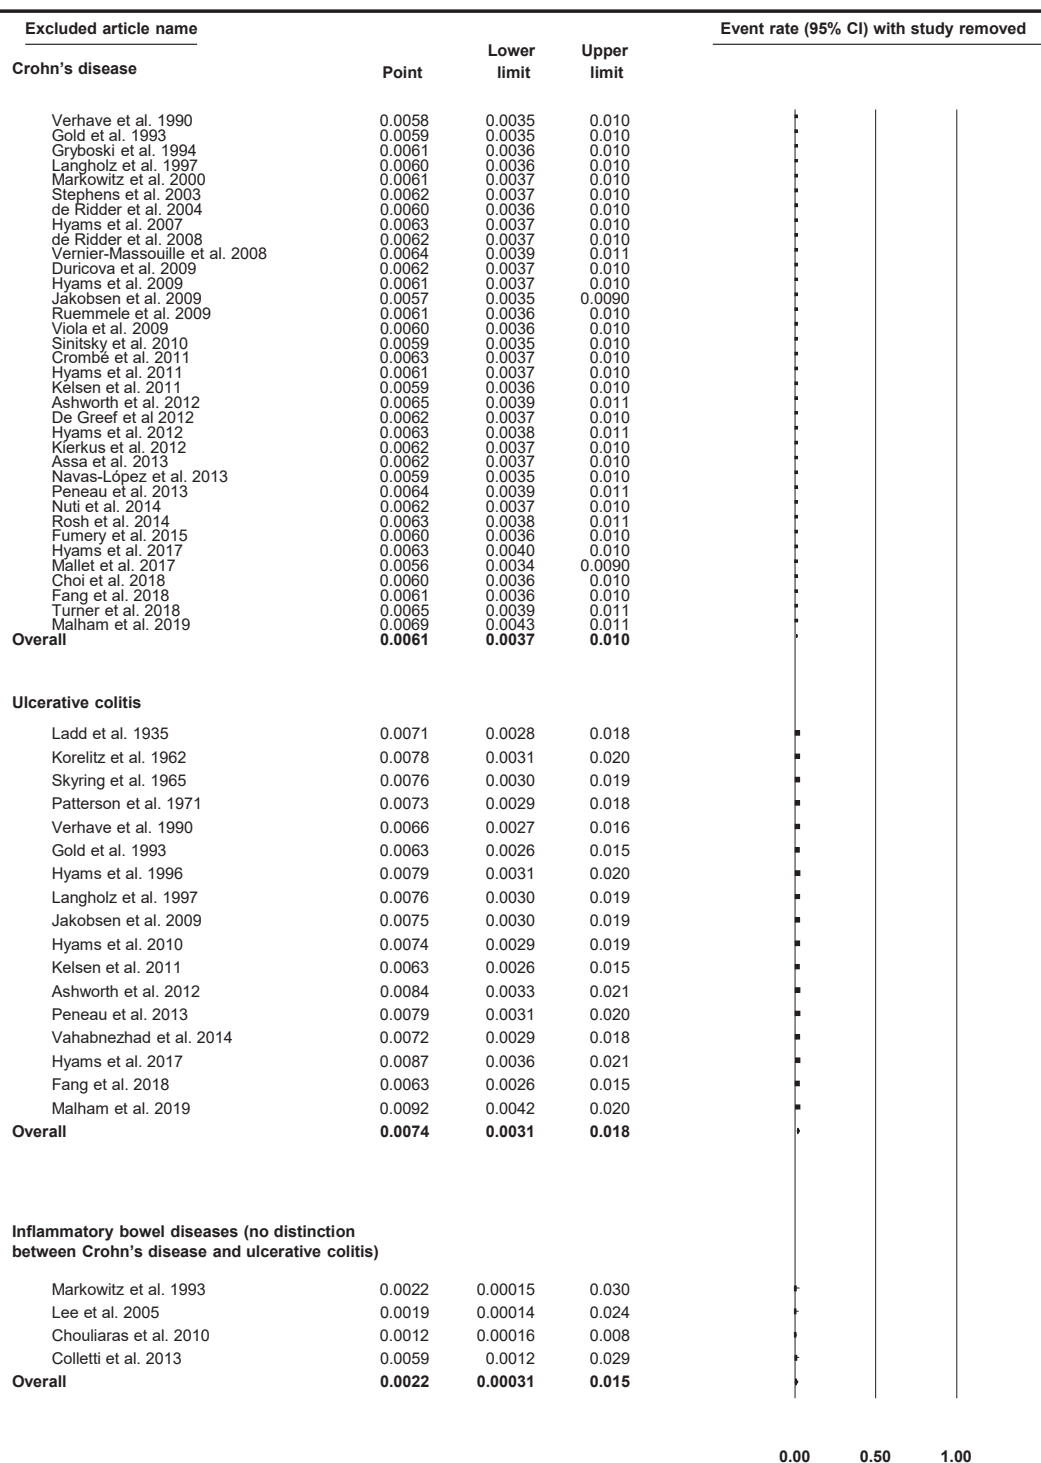 Excluded article name Event rate (95% CI) with study removed
Lower Upper
Crohn's disease Point limit limit
Verhave et al. 1990 0.0058 0.0035 0.010
Gold et al. 1993 0.0059 0.0035 0.010
Gryboski et al. 1994 0.0061 0.0036 0.010
Langholz et al. 1997 0.0060 0.0036 0.010
Markowitz et al. 2000 0.0061 0.0037 0.010
Stephens et al. 2003 0.0062 0.0037 0.010
de Ridder et al. 2004 0.0060 0.0036 0.010
Hyams et al. 2007 0.0063 0.0037 0.010
de Ridder et al. 2008 0.0062 0.0037 0.010
Vernier-Massouille et al. 2008 0.0064 0.0039 0.011
Duricova et al. 2009 0.0062 0.0037 0.010
Hyams et al. 2009 0.0061 0.0037 0.010
Jakobsen et al. 2009 0.0057 0.0035 0.0090
Ruemmele et al. 2009 0.0061 0.0036 0.010
Viola et al. 2009 0.0060 0.0036 0.010
Sinitsky et al. 2010 0.0059 0.0035 0.010
Crombé et al. 2011 0.0063 0.0037 0.010
Hyams et al. 2011 0.0061 0.0037 0.010
Kelsen et al. 2011 0.0059 0.0036 0.010
Ashworth et al. 2012 0.0065 0.0039 0.011
De Greef et al 2012 0.0062 0.0037 0.010
Hyams et al. 2012 0.0063 0.0038 0.011
Kierkus et al. 2012 0.0062 0.0037 0.010
Assa et al. 2013 0.0062 0.0037 0.010
Navas-López et al. 2013 0.0059 0.0035 0.010
Peneau et al. 2013 0.0064 0.0039 0.011
Nuti et al. 2014 0.0062 0.0037 0.010
Rosh et al. 2014 0.0063 0.0038 0.011
Fumery et al. 2015 0.0060 0.0036 0.010
Hyams et al. 2017 0.0063 0.0040 0.010
Mallet et al. 2017 0.0056 0.0034 0.0090
Choi et al. 2018 0.0060 0.0036 0.010
Fang et al. 2018 0.0061 0.0036 0.010
Turner et al. 2018 0.0065 0.0039 0.011
Malham et al. 2019 0.0069 0.0043 0.011
Overall 0.0061 0.0037 0.010
Ulcerative colitis
Ladd et al. 1935 0.0071 0.0028 0.018
Korelitz et al. 1962 0.0078 0.0031 0.020
Skyring et al. 1965 0.0076 0.0030 0.019
Patterson et al. 1971 0.0073 0.0029 0.018
Verhave et al. 1990 0.0066 0.0027 0.016
Gold et al. 1993 0.0063 0.0026 0.015
Hyams et al. 1996 0.0079 0.0031 0.020
Langholz et al. 1997 0.0076 0.0030 0.019
Jakobsen et al. 2009 0.0075 0.0030 0.019
Hyams et al. 2010 0.0074 0.0029 0.019
Kelsen et al. 2011 0.0063 0.0026 0.015
Ashworth et al. 2012 0.0084 0.0033 0.021
Peneau et al. 2013 0.0079 0.0031 0.020
Vahabnezhad et al. 2014 0.0072 0.0029 0.018
Hyams et al. 2017 0.0087 0.0036 0.021
Fang et al. 2018 0.0063 0.0026 0.015
Malham et al. 2019 0.0092 0.0042 0.020
Overall 0.0074 0.0031 0.018
Inflammatory bowel diseases (no distinction
between Crohn's disease and ulcerative colitis)
Markowitz et al. 1993 0.0022 0.00015 0.030
Lee et al. 2005 0.0019 0.00014 0.024
Chouliaras et al. 2010 0.0012 0.00016 0.008
Colletti et al. 2013 0.0059 0.0012 0.029
Overall 0.0022 0.00031 0.015
0.00 0.50 1.00